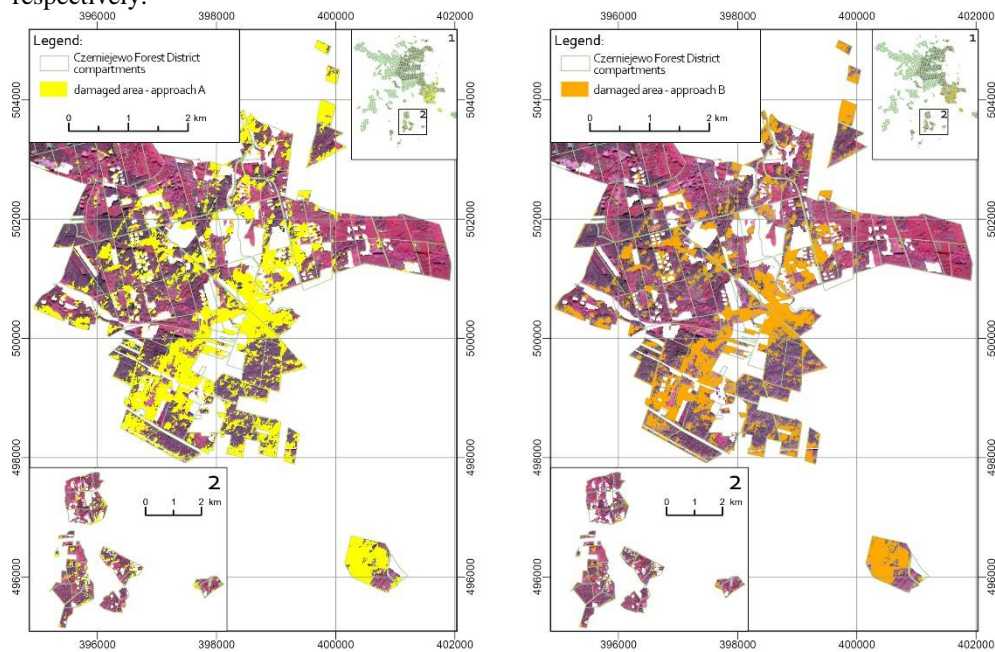 respectively.
396000 398000 400000 402000
Legend:
Czerniejewo Forest District
compartments
damaged area - approach A
0 1 2 km
1
2
504000
502000
500000
498000
496000
2
0 1 2 km
504000
502000
500000
498000
496000
396000 398000 400000 402000
396000 398000 400000 402000
Legend:
Czerniejewo Forest District
compartments
damaged area - approach B
0 1 2 km
1
2
504000
502000
500000
498000
496000
2
0 1 2 km
504000
502000
500000
498000
496000
396000 398000 400000 402000